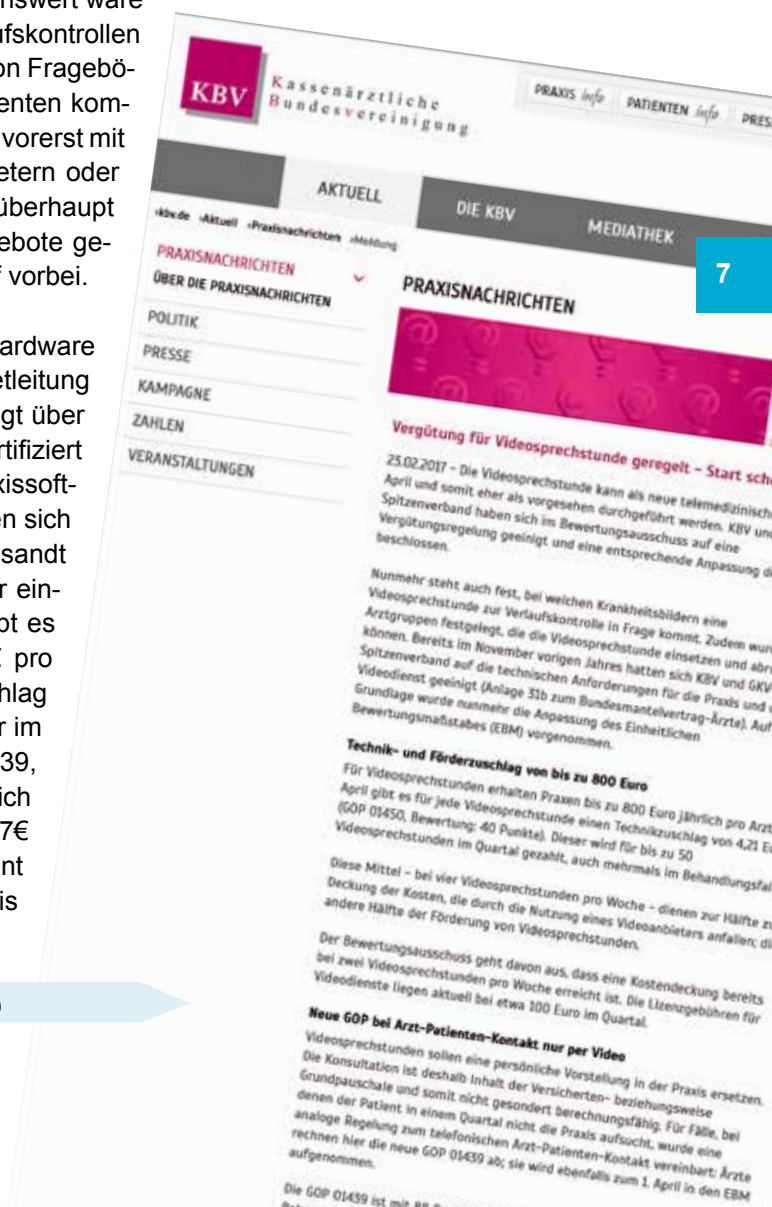 enswert wäre
ufskontrollen
on Fragebö-
enten kom-
vorerst mit
etern oder
überhaupt
ebote ge-
f vorbei.
ardware
etleitung
gt über
rtifiziert
xissoft-
en sich
sandt
r ein-
bt es
pro
hlag
r im
39,
ich
7€
nt
is
KBV
Kassenärztliche
Bundesvereinigung
PRAXIS info PATIENTEN info PRES
AKTUELL DIE KBV MEDIATHEK
›kbv.de ›Aktuell ›Praxisnachrichten ›Meldung
7
PRAXISNACHRICHTEN
ÜBER DIE PRAXISNACHRICHTEN
POLITIK
PRESSE
KAMPAGNE
ZAHLEN
VERANSTALTUNGEN
PRAXISNACHRICHTEN
Vergütung für Videosprechstunde geregelt – Start sch
23.02.2017 – Die Videosprechstunde kann als neue telemedizinisch
April und somit eher als vorgesehen durchgeführt werden. KBV un
Spitzenverband haben sich im Bewertungsausschuss auf eine
Vergütungsregelung geeinigt und eine entsprechende Anpassung d
beschlossen.
Nunmehr steht auch fest, bei welchen Krankheitsbildern eine
Videosprechstunde zur Verlaufskontrolle in Frage kommt. Zudem wur
Arztgruppen festgelegt, die die Videosprechstunde einsetzen und abr
können. Bereits im November vorigen Jahres hatten sich KBV und GKV
Spitzenverband auf die technischen Anforderungen für die Praxis und
Videodienst geeinigt (Anlage 31b zum Bundesmantelvertrag-Ärzte). Auf
Grundlage wurde nunmehr die Anpassung des Einheitlichen
Bewertungsmaßstabes (EBM) vorgenommen.
Technik- und Förderzuschlag von bis zu 800 Euro
Für Videosprechstunden erhalten Praxen bis zu 800 Euro jährlich pro Arzt
April gibt es für jede Videosprechstunde einen Technikzuschlag von 4,21 Eu
(GOP 01450, Bewertung: 40 Punkte). Dieser wird für bis zu 50
Videosprechstunden im Quartal gezahlt, auch mehrmals im Behandlungsfal
Diese Mittel – bei vier Videosprechstunden pro Woche – dienen zur Hälfte zu
Deckung der Kosten, die durch die Nutzung eines Videoanbieters anfallen; di
andere Hälfte der Förderung von Videosprechstunden.
Der Bewertungsausschuss geht davon aus, dass eine Kostendeckung bereits
bei zwei Videosprechstunden pro Woche erreicht ist. Die Lizenzgebühren für
Videodienste liegen aktuell bei etwa 100 Euro im Quartal.
Neue GOP bei Arzt-Patienten-Kontakt nur per Video
Videosprechstunden sollen eine persönliche Vorstellung in der Praxis ersetzen.
Die Konsultation ist deshalb Inhalt der Versicherten- beziehungsweise
Grundpauschale und somit nicht gesondert berechnungsfähig. Für Fälle, bei
denen der Patient in einem Quartal nicht die Praxis aufsucht, wurde eine
analoge Regelung zum telefonischen Arzt-Patienten-Kontakt vereinbart: Ärzte
rechnen hier die neue GOP 01439 ab; sie wird ebenfalls zum 1. April in den EBM
aufgenommen.
Die GOP 01439 ist mit 88